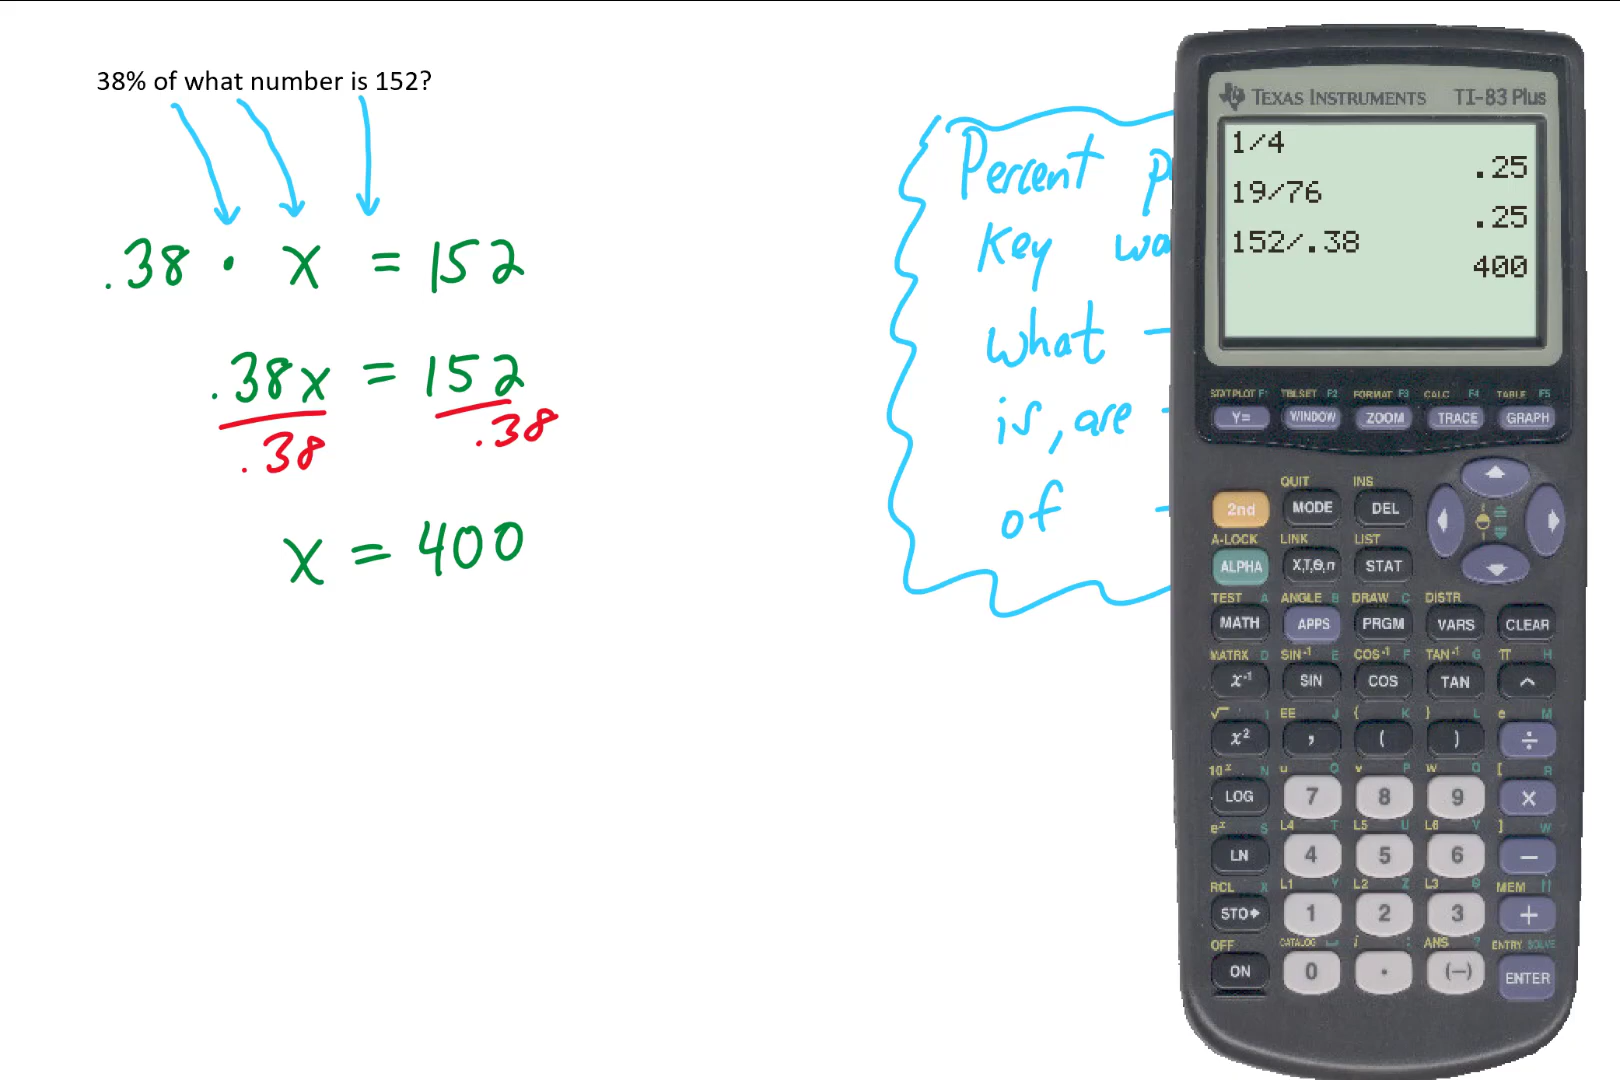 38% of what number is 152?
.38 · x = 152
.38x = 152
.38 .38
x = 400
Percent
Key
what —
is, are -
of -
TEXAS INSTRUMENTS TI-83 Plus
1/4
.25
19/76
.25
152/.38
400
STAT PLOT F1 TBLSET F2 FORMAT F3 CALC F4 TABLE F5
Y= WINDOW ZOOM TRACE GRAPH
QUIT INS
2nd MODE DEL
A-LOCK LINK LIST
ALPHA X,T,Θ,n STAT
TEST A ANGLE B DRAW C DISTR
MATH APPS PRGM VARS CLEAR
MATRX D SIN⁻¹ E COS⁻¹ F TAN⁻¹ G π H
x⁻¹ SIN COS TAN ^
√ I EE J { K } L e M
x² , ( ) ÷
10ˣ N u O v P w Q [ R
LOG 7 8 9 ×
eˣ S L4 T L5 U L6 V ] W
LN 4 5 6 −
RCL X L1 Y L2 Z L3 θ MEM "
STO→ 1 2 3 +
OFF CATALOG i : ANS ? ENTRY SOLVE
ON 0 . (−) ENTER